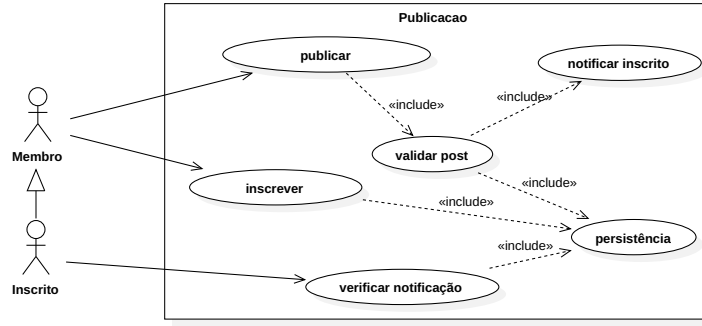 Publicacao
publicar
notificar inscrito
«include»
«include»
Membro
validar post
inscrever
«include»
«include»
persistência
«include»
Inscrito
verificar notificação